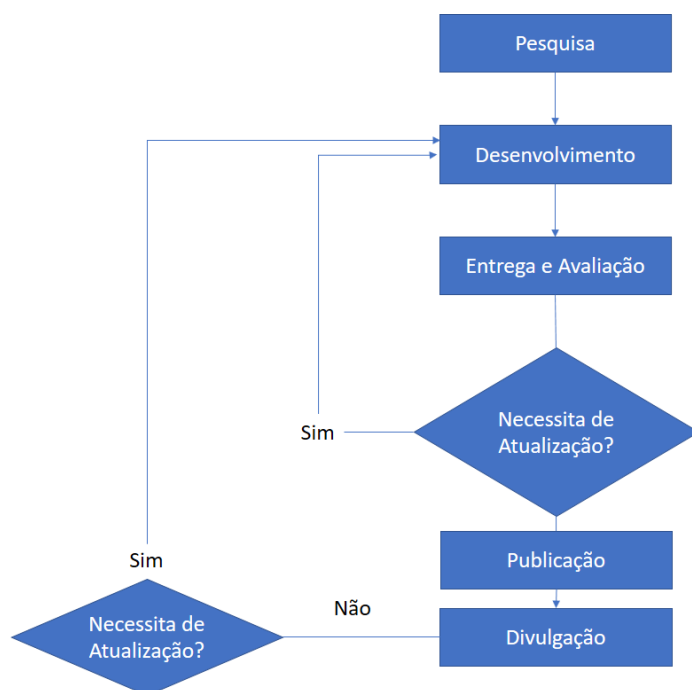 Pesquisa
Desenvolvimento
Entrega e Avaliação
Necessita de
Atualização?
Sim
Publicação
Sim
Divulgação
Não
Necessita de
Atualização?